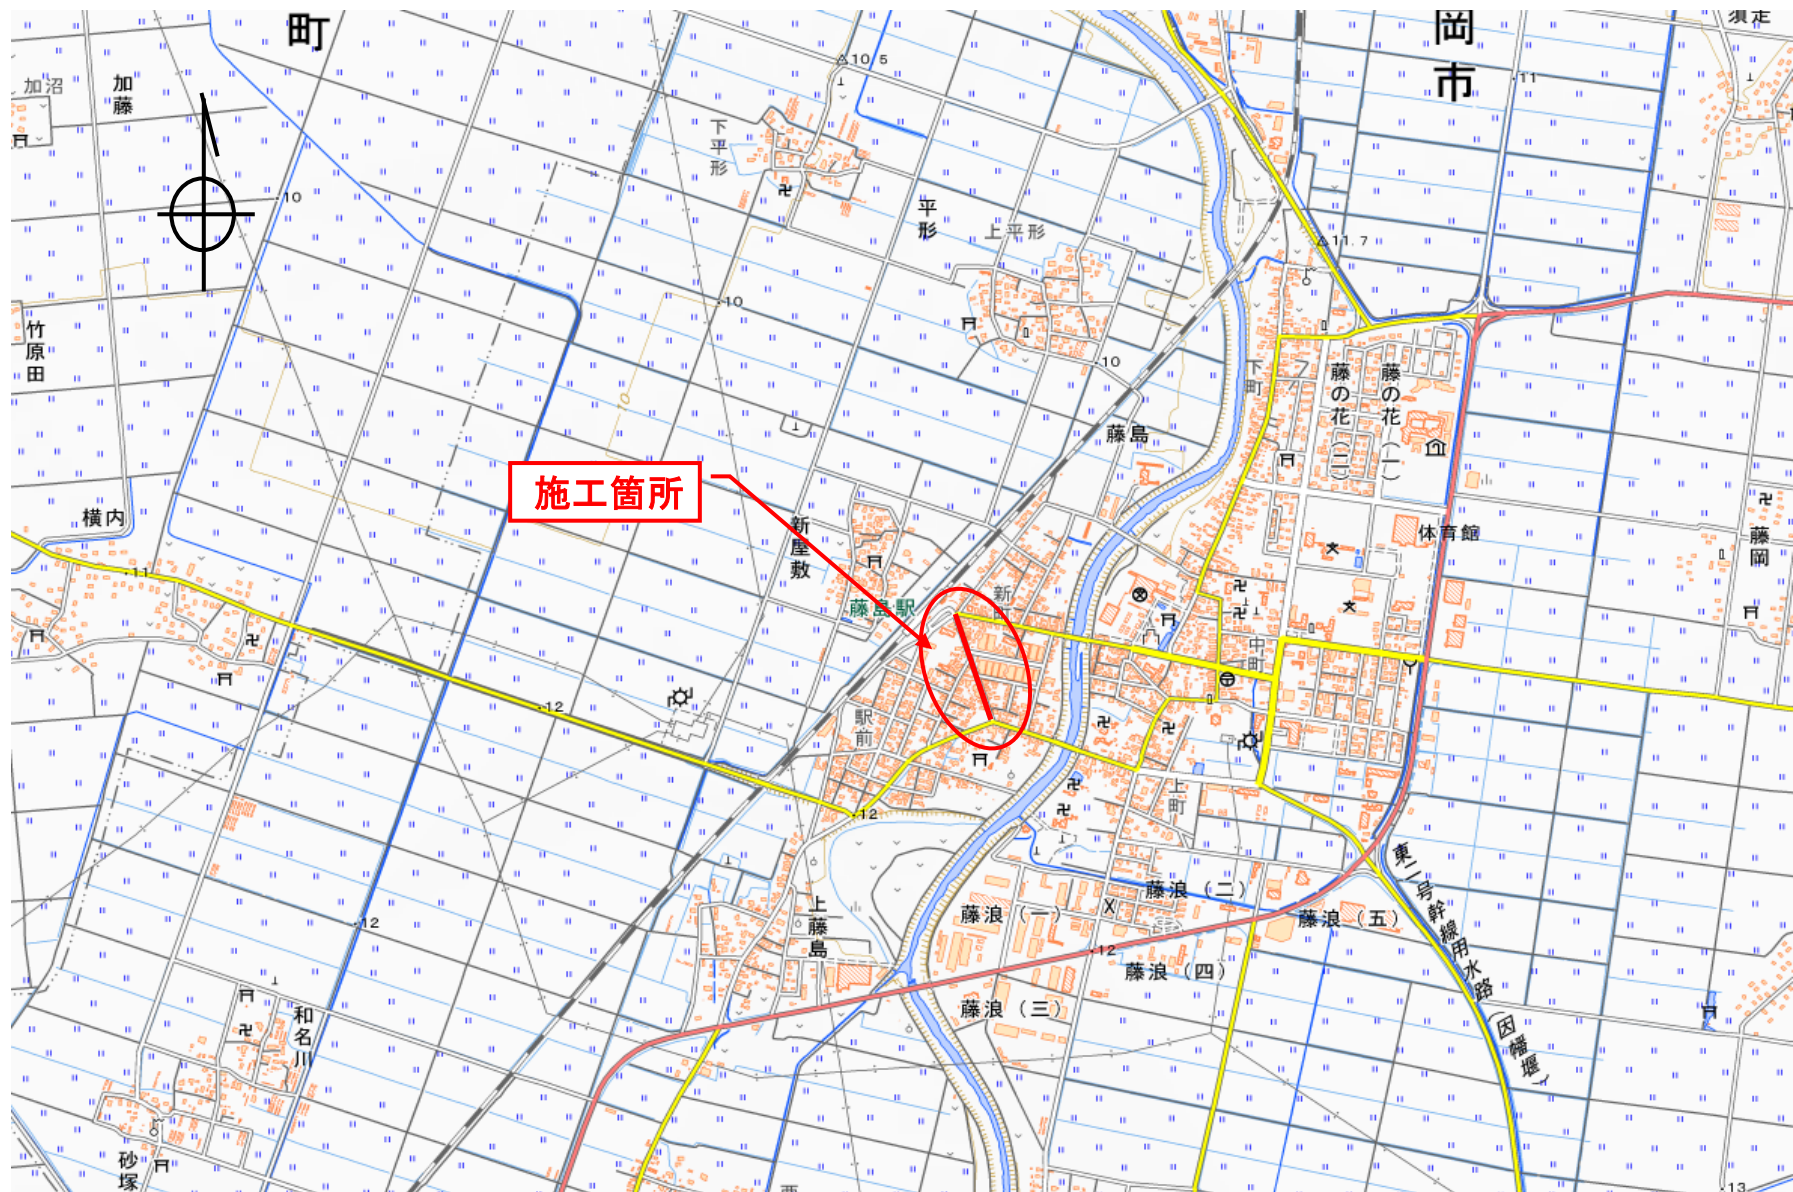 町
岡市
須走
加沼
加藤
10.5
11
下平形
10
平形
上平形
11.7
10
竹原田
10
10
下町
藤の花(二)
藤の花(一)
藤島
施工箇所
横内
新屋敷
体育館
藤岡
11
藤島駅
新町
中町
12
駅前
上町
12
東二号幹線用水路(因幡堰)
藤浪(二)
藤浪(一)
藤浪(五)
上藤島
12
12
藤浪(四)
藤浪(三)
和名川
砂塚
13